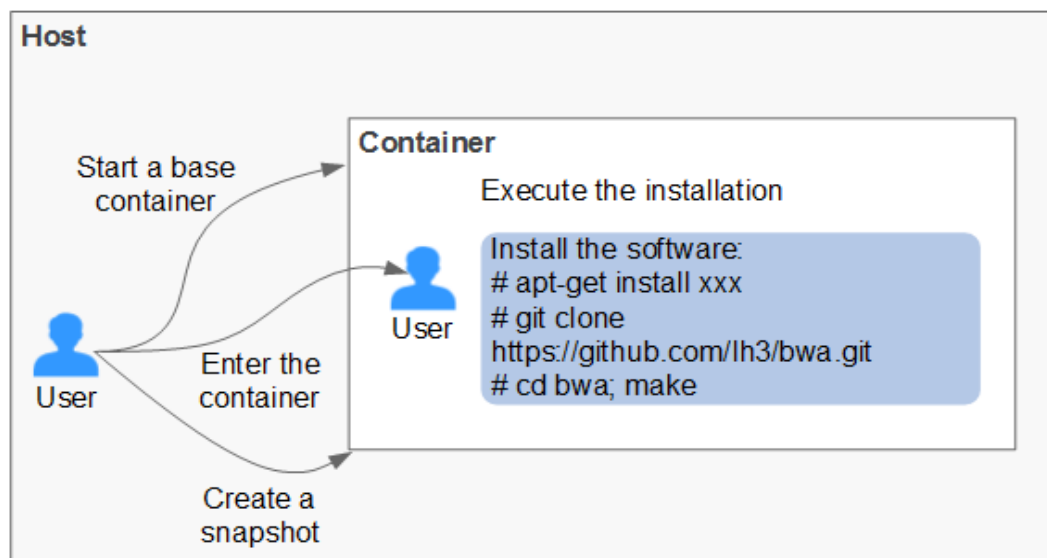 Host
Start a base
container
Container
Execute the installation
Install the software:
# apt-get install xxx
# git clone
https://github.com/lh3/bwa.git
# cd bwa; make
User
Enter the
container
User
Create a
snapshot